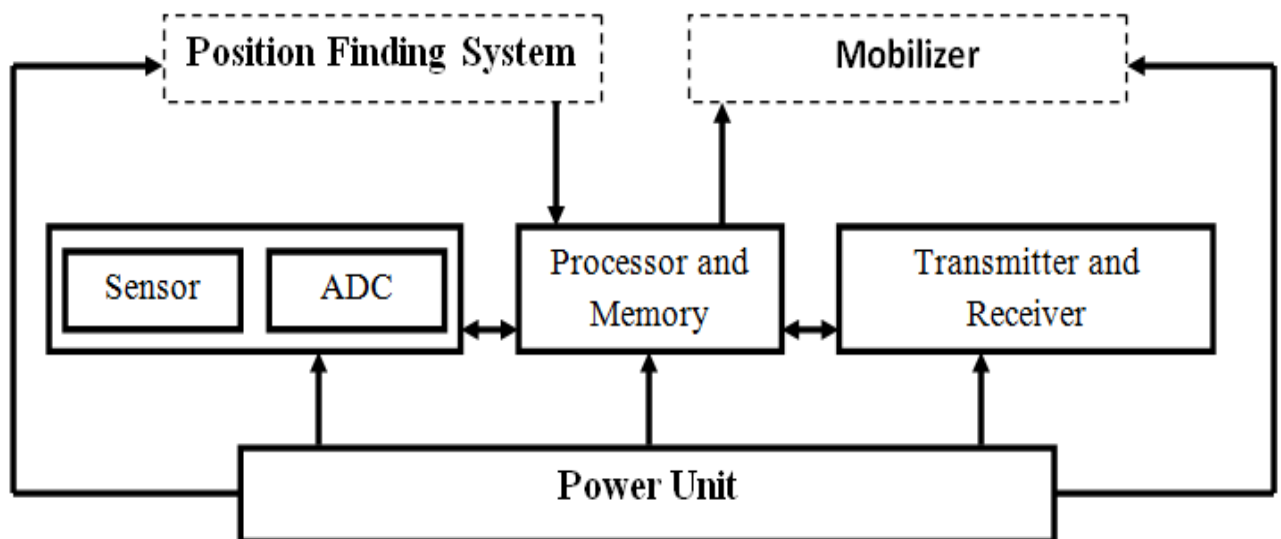 Position Finding System
Mobilizer
Sensor
ADC
Processor and
Memory
Transmitter and
Receiver
Power Unit